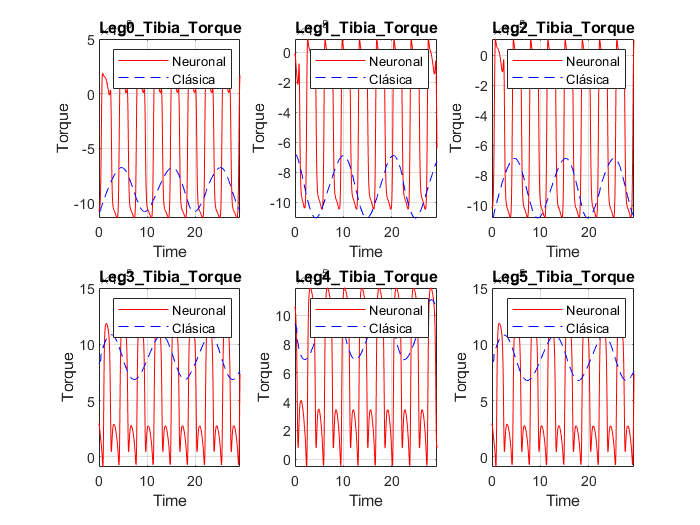 Leg0_Tibia_Torque
Leg1_Tibia_Torque
Leg2_Tibia_Torque
5
0
-5
-10
0
-2
-4
-6
-8
-10
0
-2
-4
-6
-8
-10
Torque
Torque
Torque
Neuronal
Clásica
Neuronal
Clásica
Neuronal
Clásica
0 10 20
0 10 20
0 10 20
Time
Time
Time
Leg3_Tibia_Torque
Leg4_Tibia_Torque
Leg5_Tibia_Torque
15
10
5
0
10
8
6
4
2
0
15
10
5
0
Torque
Torque
Torque
Neuronal
Clásica
Neuronal
Clásica
Neuronal
Clásica
0 10 20
0 10 20
0 10 20
Time
Time
Time